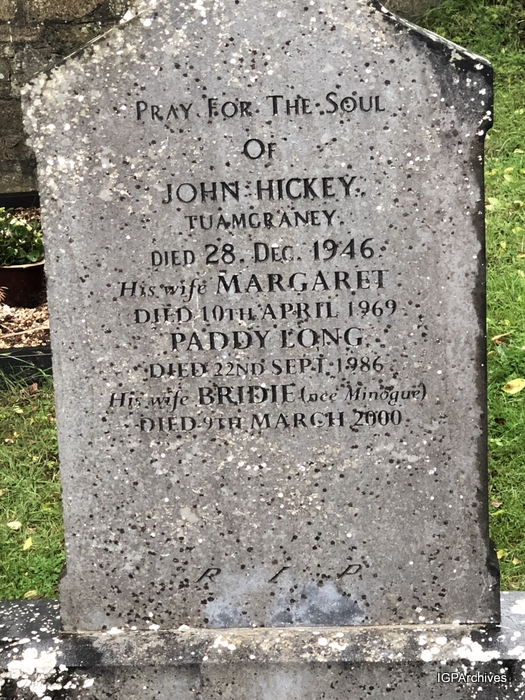 PRAY FOR THE SOUL
OF
JOHN HICKEY.
TUAMGRANEY.
DIED 28. DEC. 1946.
His wife MARGARET
DIED 10TH APRIL 1969
PADDY LONG
DIED 22ND SEPT. 1986
His wife BRIDIE (nee Minogue)
DIED 9TH MARCH 2000
R I P
IGPArchives